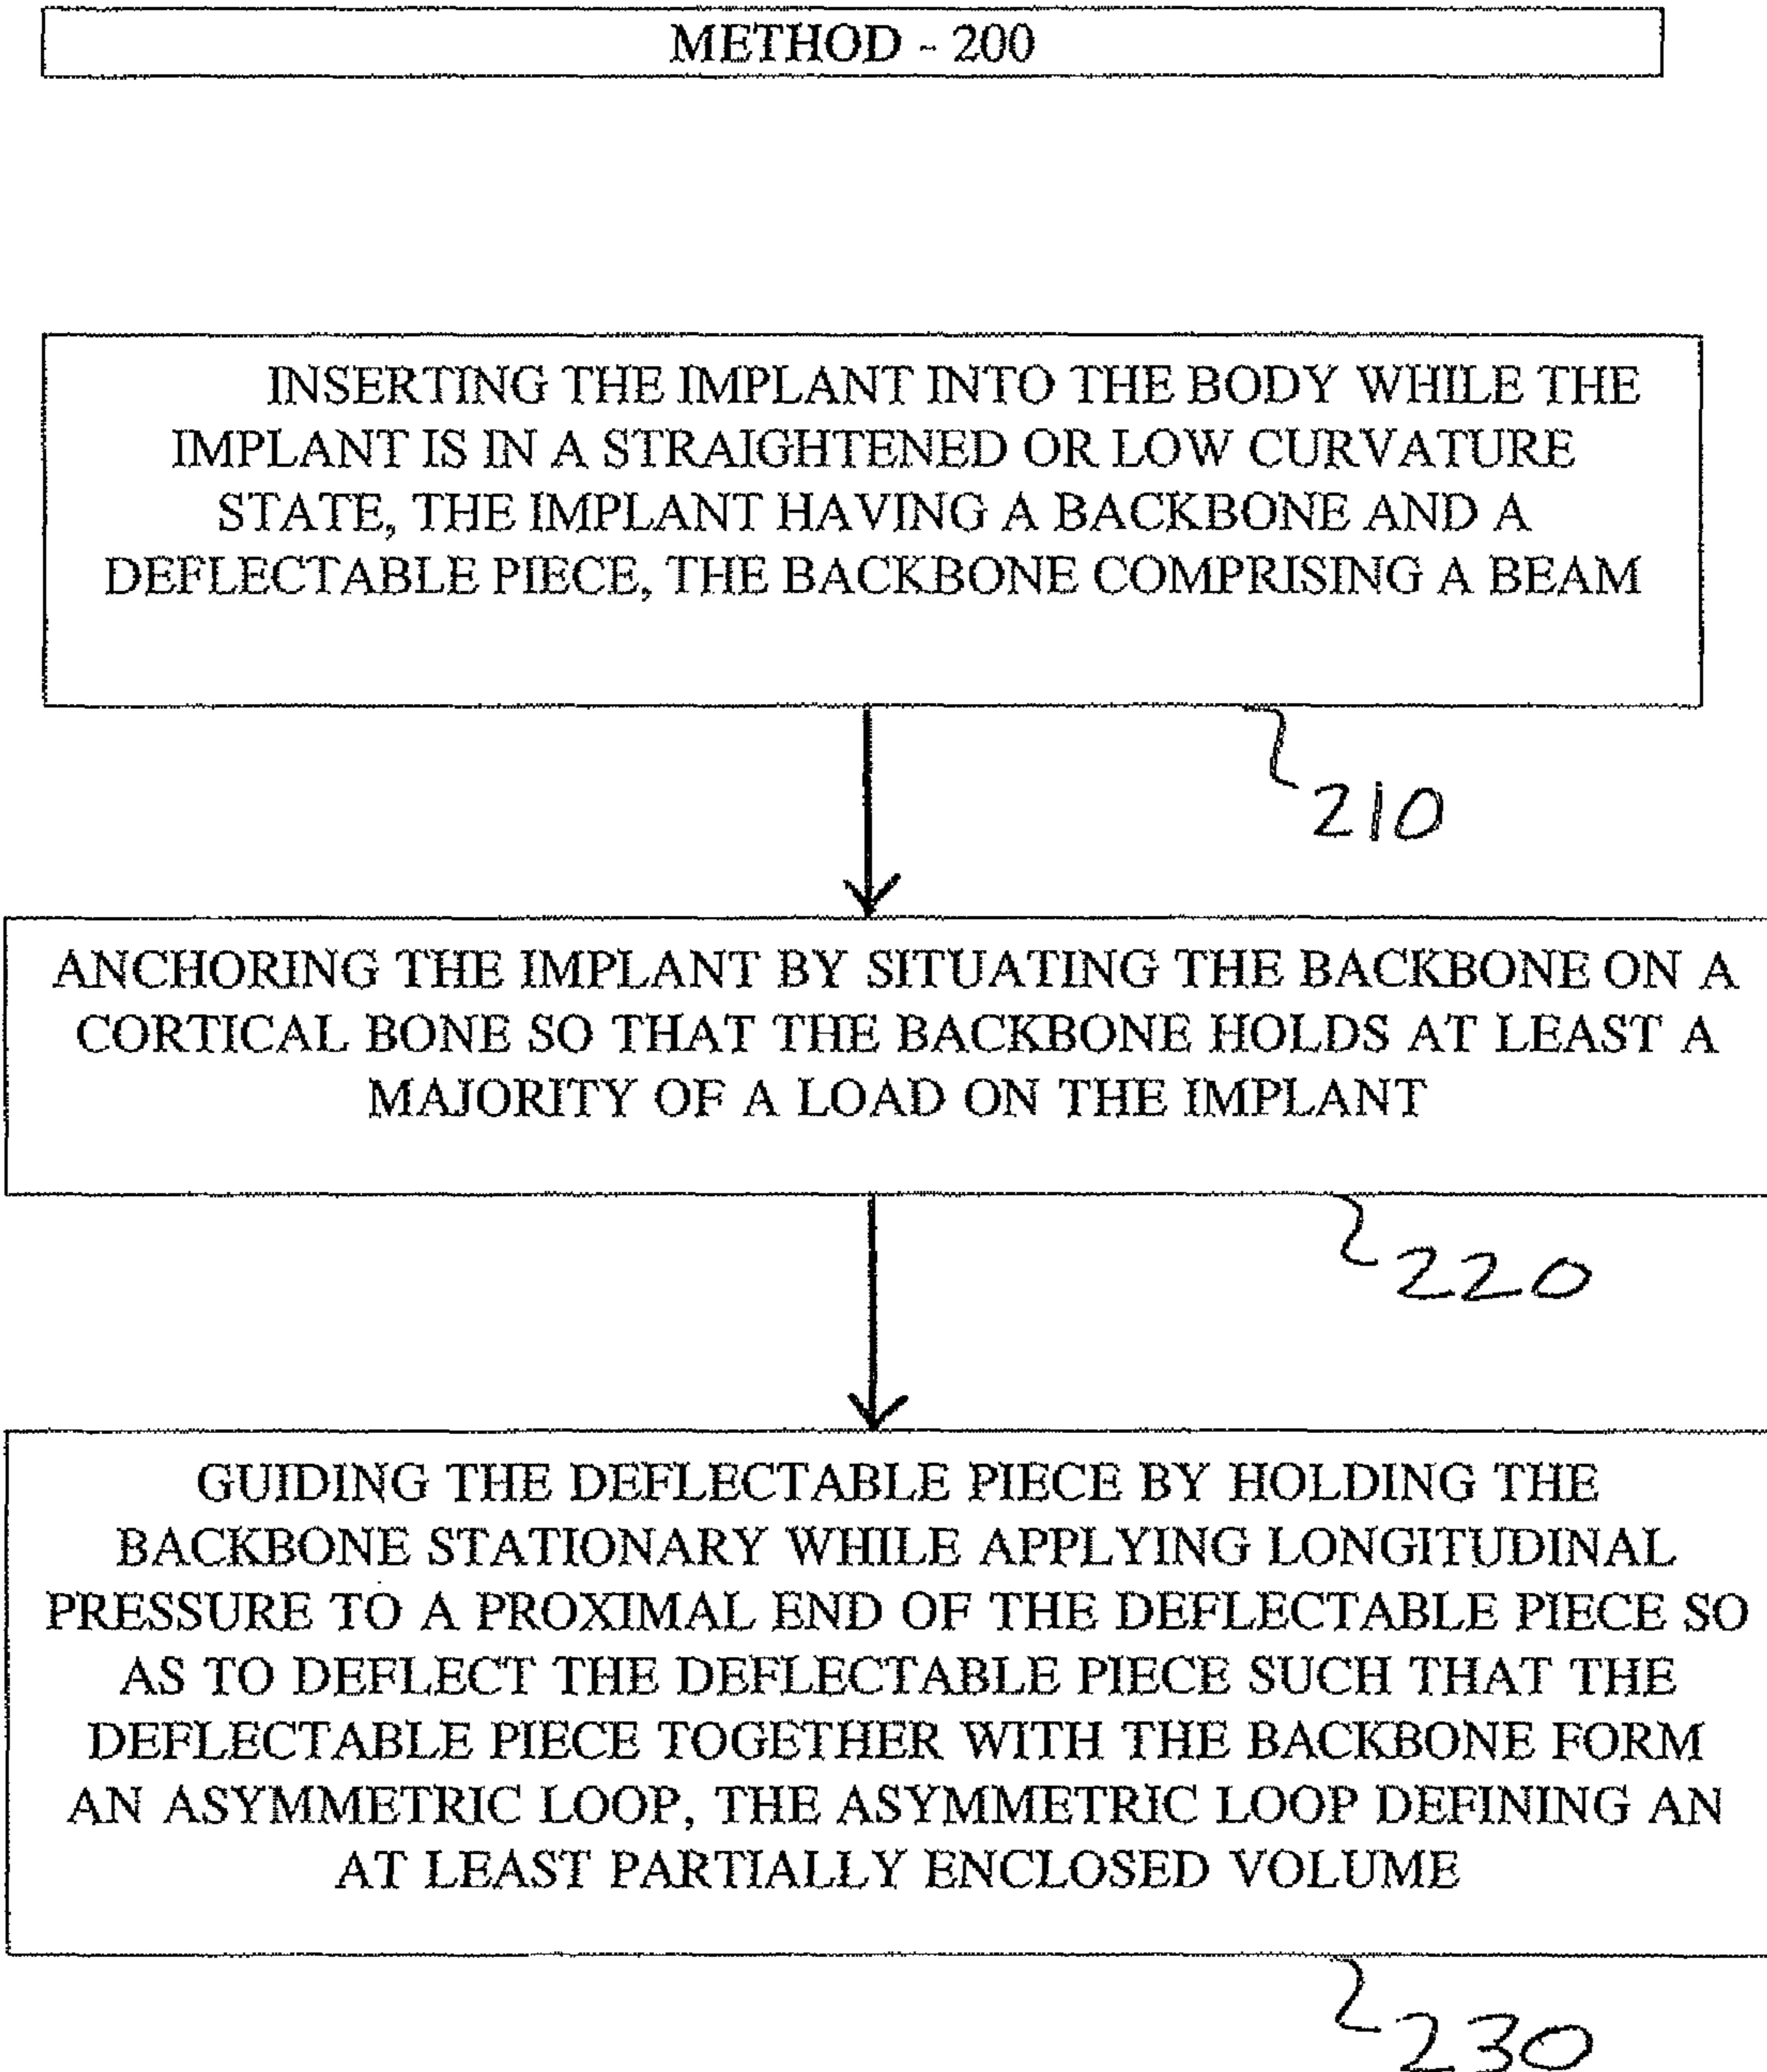 METHOD - 200
INSERTING THE IMPLANT INTO THE BODY WHILE THE
IMPLANT IS IN A STRAIGHTENED OR LOW CURVATURE
STATE, THE IMPLANT HAVING A BACKBONE AND A
DEFLECTABLE PIECE, THE BACKBONE COMPRISING A BEAM
210
ANCHORING THE IMPLANT BY SITUATING THE BACKBONE ON A
CORTICAL BONE SO THAT THE BACKBONE HOLDS AT LEAST A
MAJORITY OF A LOAD ON THE IMPLANT
220
GUIDING THE DEFLECTABLE PIECE BY HOLDING THE
BACKBONE STATIONARY WHILE APPLYING LONGITUDINAL
PRESSURE TO A PROXIMAL END OF THE DEFLECTABLE PIECE SO
AS TO DEFLECT THE DEFLECTABLE PIECE SUCH THAT THE
DEFLECTABLE PIECE TOGETHER WITH THE BACKBONE FORM
AN ASYMMETRIC LOOP, THE ASYMMETRIC LOOP DEFINING AN
AT LEAST PARTIALLY ENCLOSED VOLUME
230